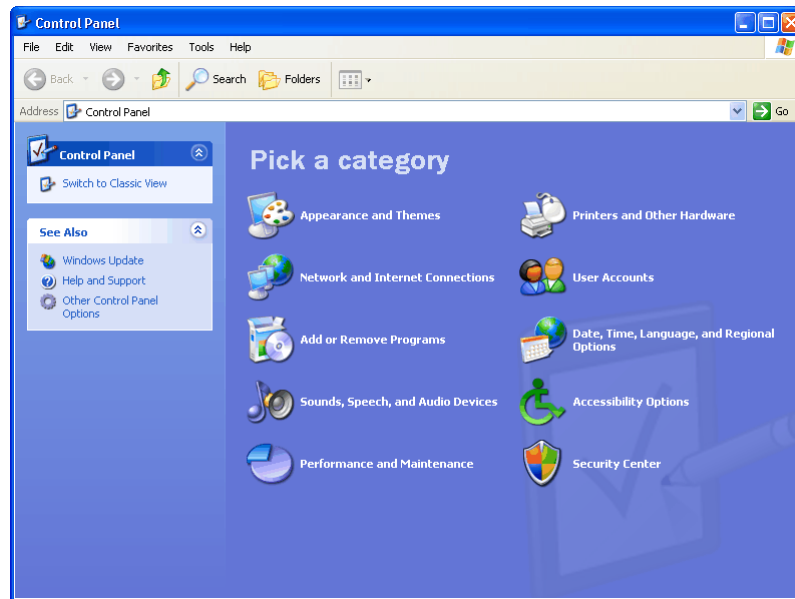 Control Panel
File Edit View Favorites Tools Help
Back Search Folders
Address Control Panel Go
Control Panel
Switch to Classic View
See Also
Windows Update
Help and Support
Other Control Panel
Options
Pick a category
Appearance and Themes
Printers and Other Hardware
Network and Internet Connections
User Accounts
Add or Remove Programs
Date, Time, Language, and Regional
Options
Sounds, Speech, and Audio Devices
Accessibility Options
Performance and Maintenance
Security Center